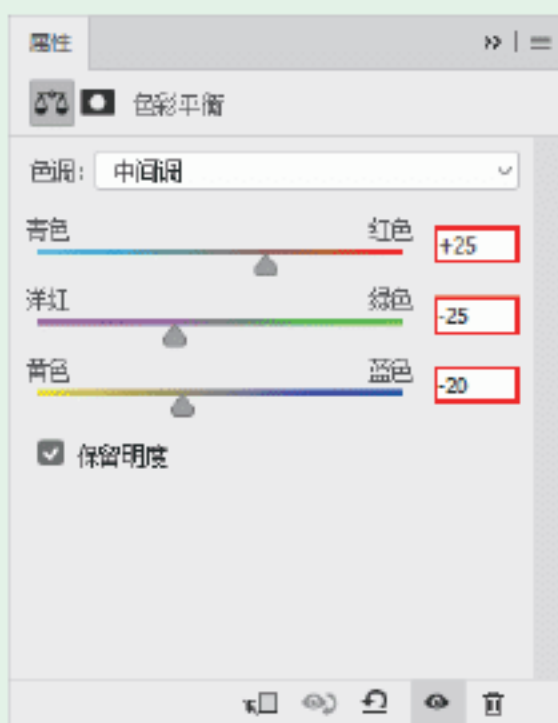 属性
色彩平衡
色调: 中间调
青色 红色 +25
洋红 绿色 -25
黄色 蓝色 -20
保留明度